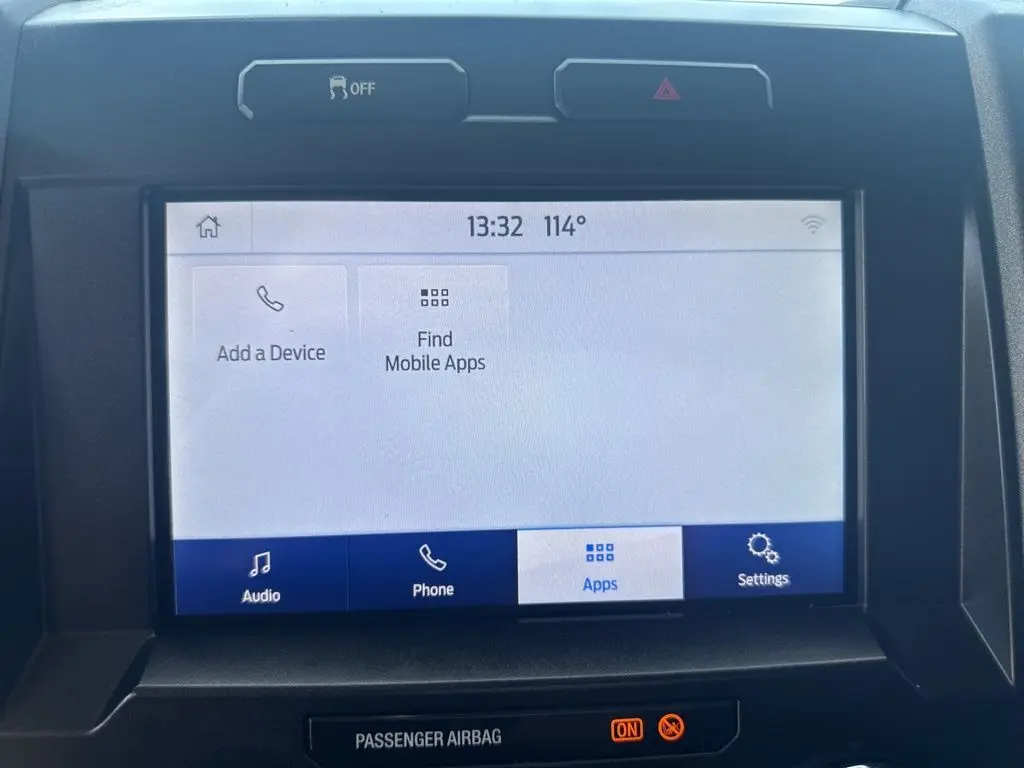 OFF
13:32 114°
Add a Device
Find
Mobile Apps
Audio
Phone
Apps
Settings
PASSENGER AIRBAG
ON